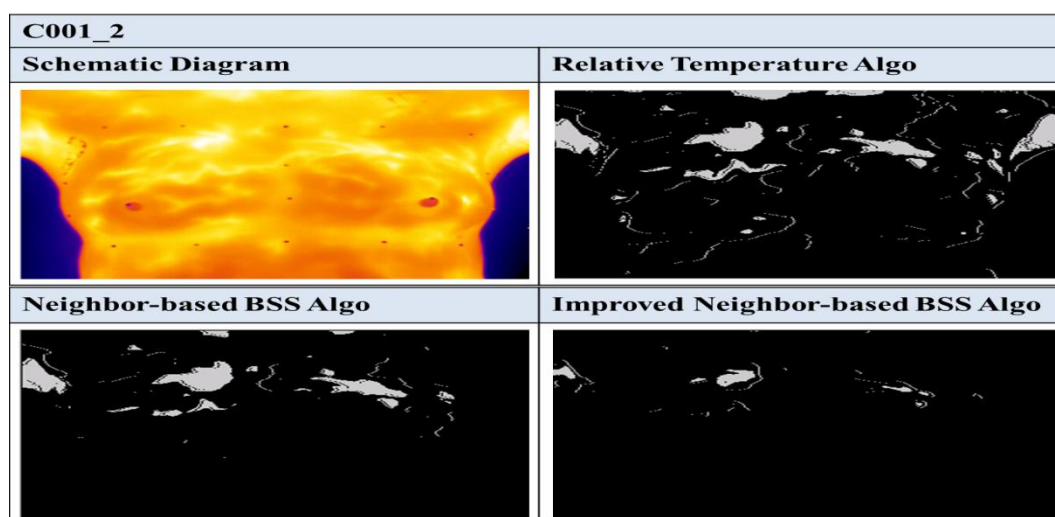 C001_2
Schematic Diagram
Relative Temperature Algo
Neighbor-based BSS Algo
Improved Neighbor-based BSS Algo